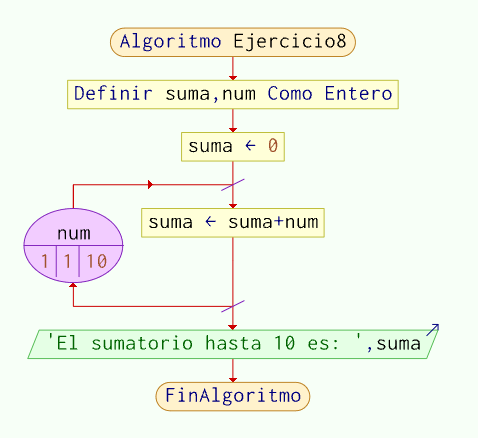 Algoritmo Ejercicio8
Definir suma,num Como Entero
suma ← 0
suma ← suma+num
num
1 1 10
'El sumatorio hasta 10 es: ',suma
FinAlgoritmo